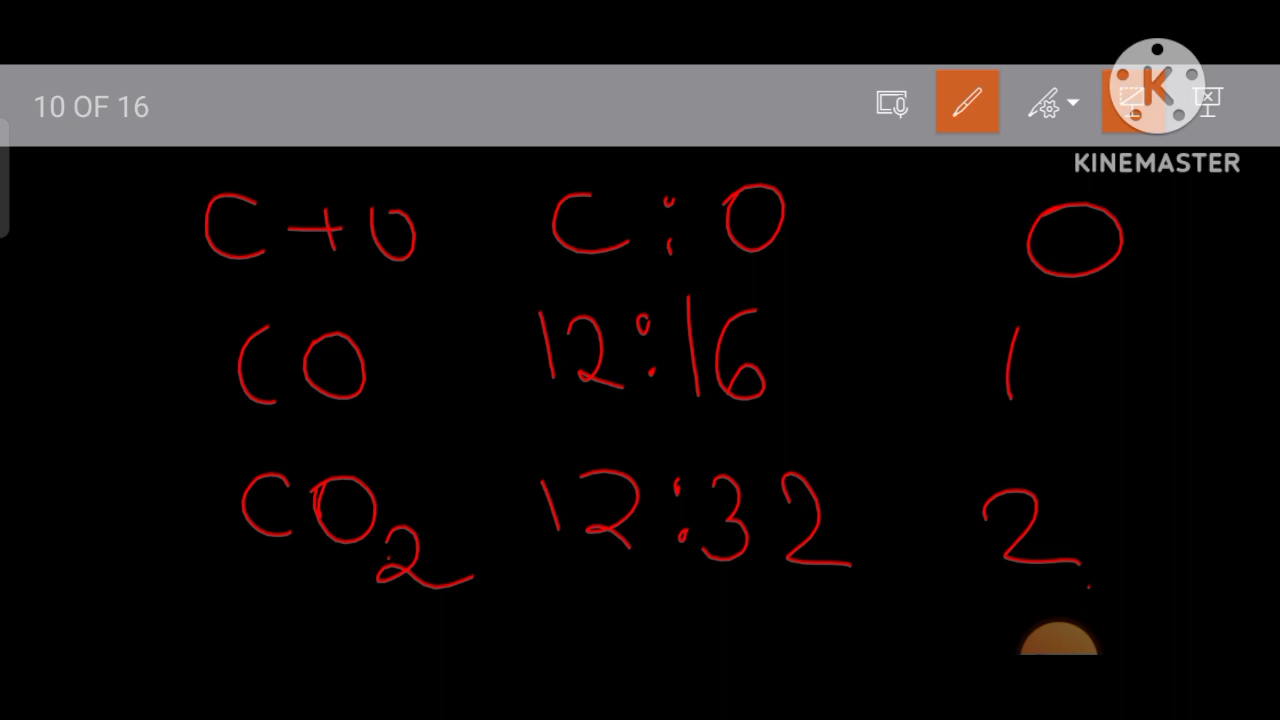 10 OF 16
K
KINEMASTER
C + O C : O O
CO 12:16 1
CO2 12:32 2